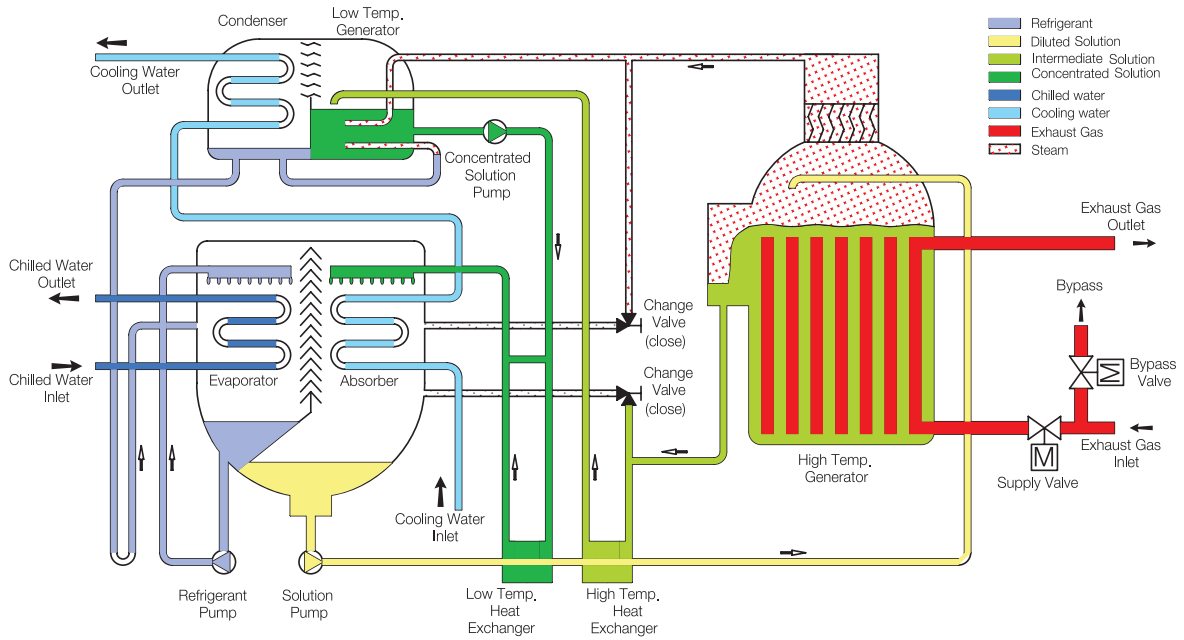 Condenser
Low Temp.
Generator
Cooling Water
Outlet
Concentrated
Solution
Pump
Refrigerant
Diluted Solution
Intermediate Solution
Concentrated Solution
Chilled water
Cooling water
Exhaust Gas
Steam
Exhaust Gas
Outlet
Chilled Water
Outlet
Chilled Water
Inlet
Evaporator
Absorber
Change
Valve
(close)
Change
Valve
(close)
Bypass
Bypass
Valve
M
Exhaust Gas
Inlet
M
Supply Valve
High Temp.
Generator
Cooling Water
Inlet
Refrigerant
Pump
Solution
Pump
Low Temp.
Heat
Exchanger
High Temp.
Heat
Exchanger